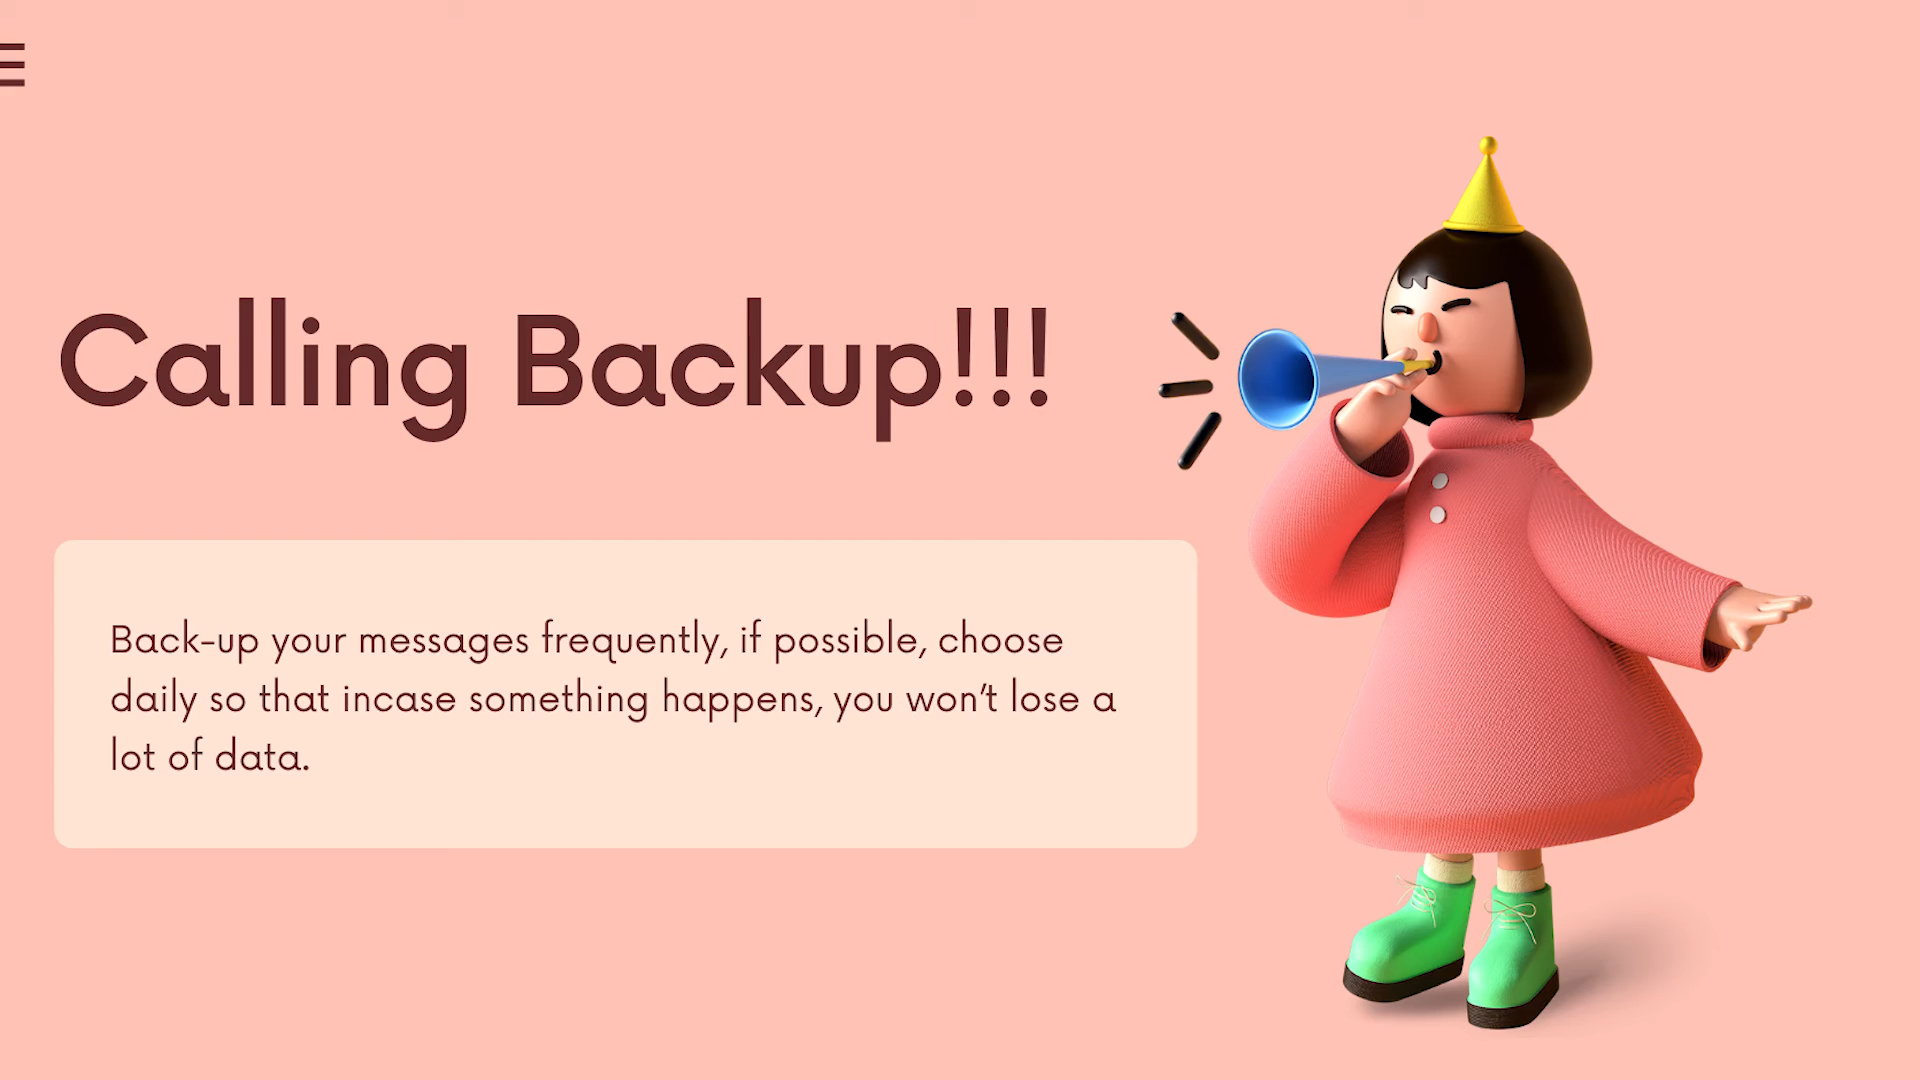 Calling Backup!!!
Back-up your messages frequently, if possible, choose
daily so that incase something happens, you won't lose a
lot of data.